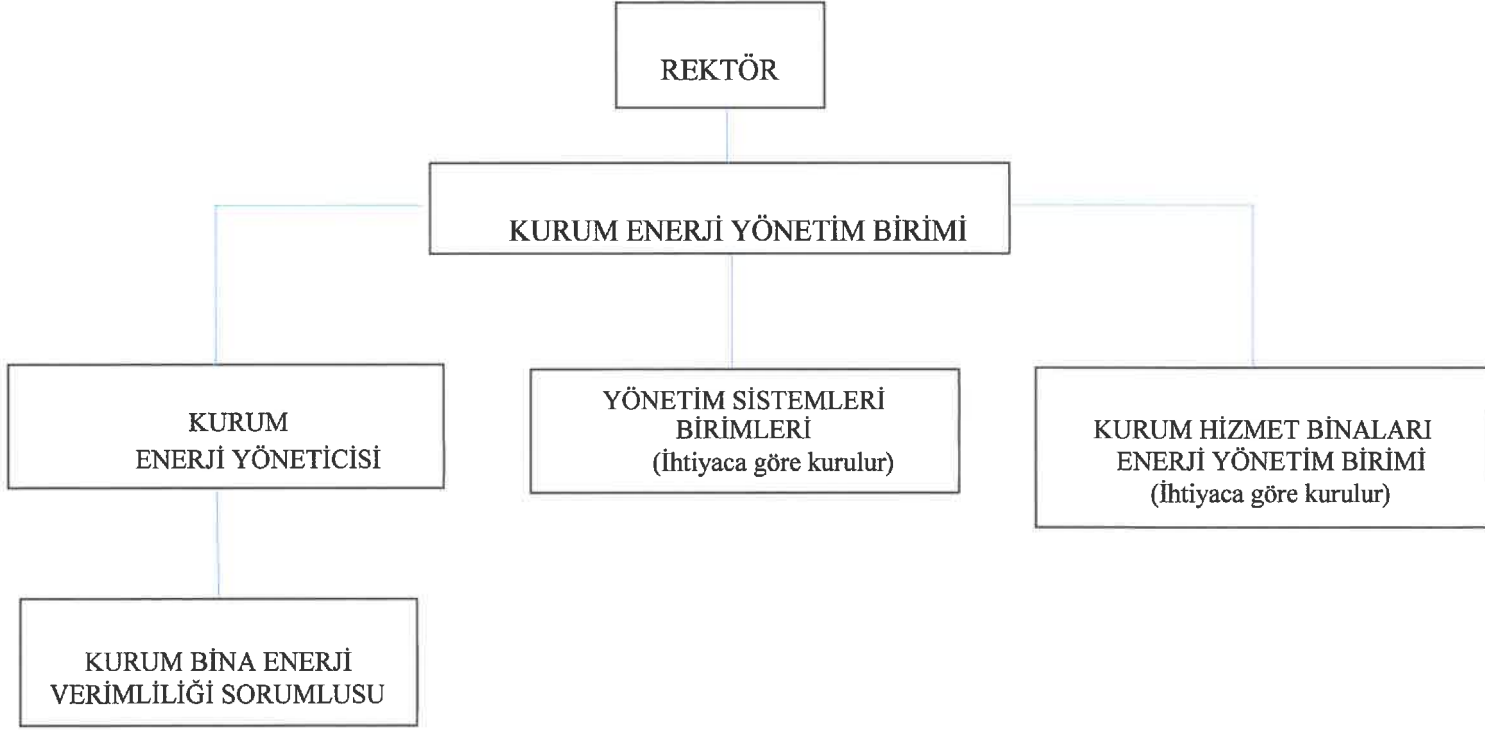 REKTÖR
KURUM ENERJİ YÖNETİM BİRİMİ
KURUM
ENERJİ YÖNETİCİSİ
YÖNETİM SİSTEMLERİ
BİRİMLERİ
(İhtiyaca göre kurulur)
KURUM HİZMET BİNALARI
ENERJİ YÖNETİM BİRİMİ
(İhtiyaca göre kurulur)
KURUM BİNA ENERJİ
VERİMLİLİĞİ SORUMLUSU